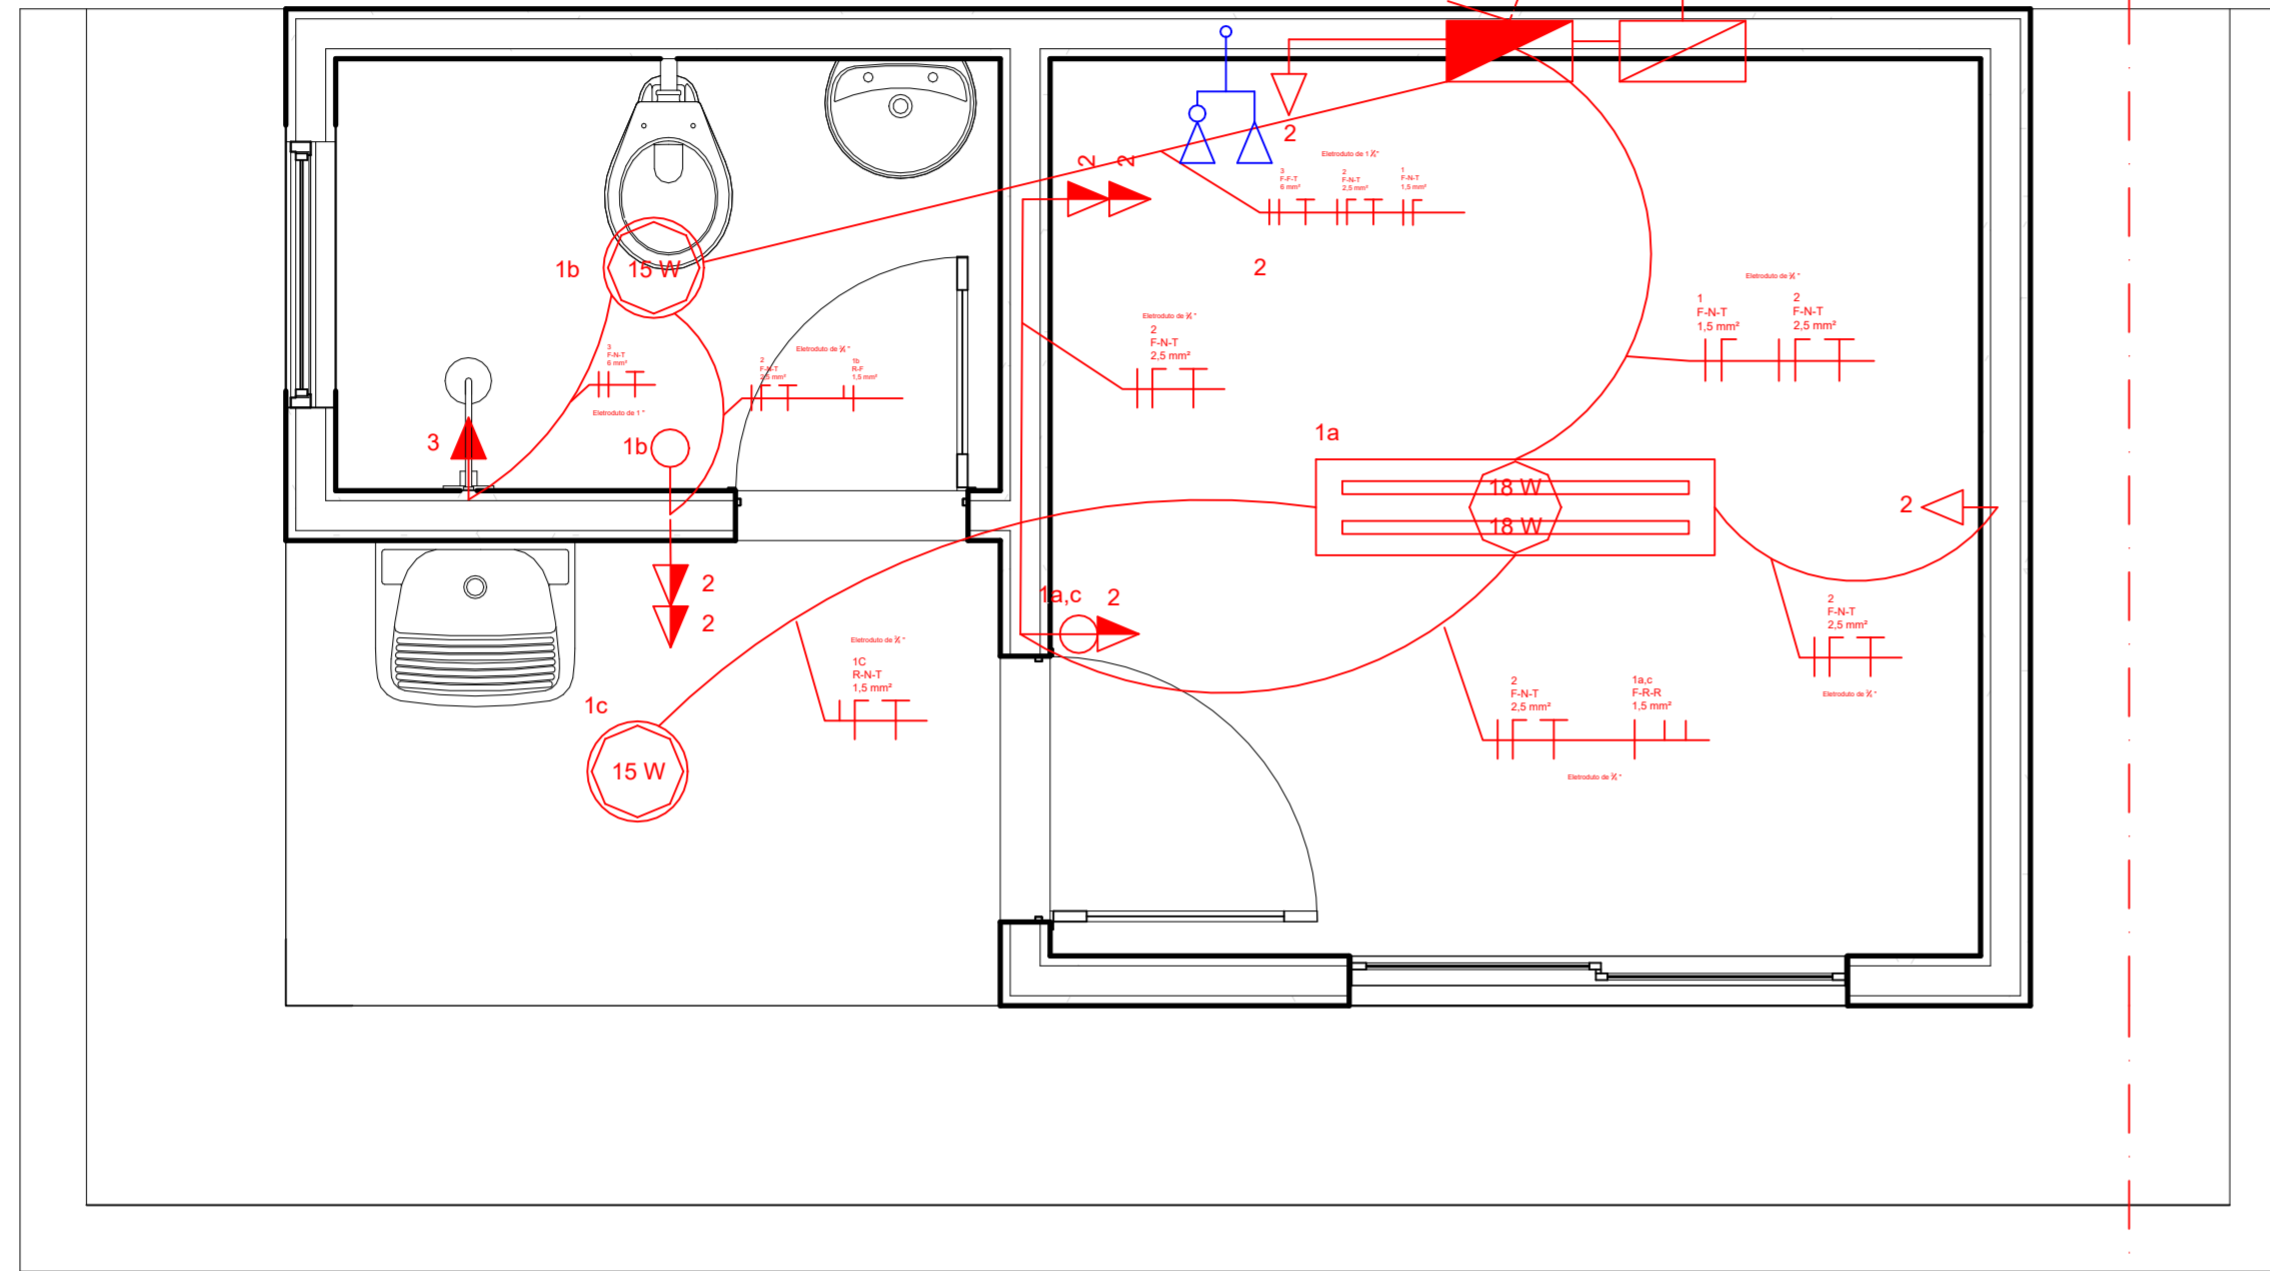 2
2
2
Eletroduto de 1 ½"
3
F-F-T
6 mm²
2
F-N-T
2,5 mm²
1
F-N-T
1,5 mm²
1b
15 W
2
Eletroduto de ¾"
1
F-N-T
1,5 mm²
2
F-N-T
2,5 mm²
Eletroduto de ¾"
2
F-N-T
2,5 mm²
3
F-N-T
6 mm²
Eletroduto de 1 "
Eletroduto de ¾"
2
F-N-T
2,5 mm²
1b
R-F
1,5 mm²
3
1b
1a
18 W
18 W
2
2
2
1a,c
2
2
F-N-T
2,5 mm²
Eletroduto de ¾"
Eletroduto de ¾"
1C
R-N-T
1,5 mm²
1c
15 W
2
F-N-T
2,5 mm²
1a,c
F-R-R
1,5 mm²
Eletroduto de ¾"